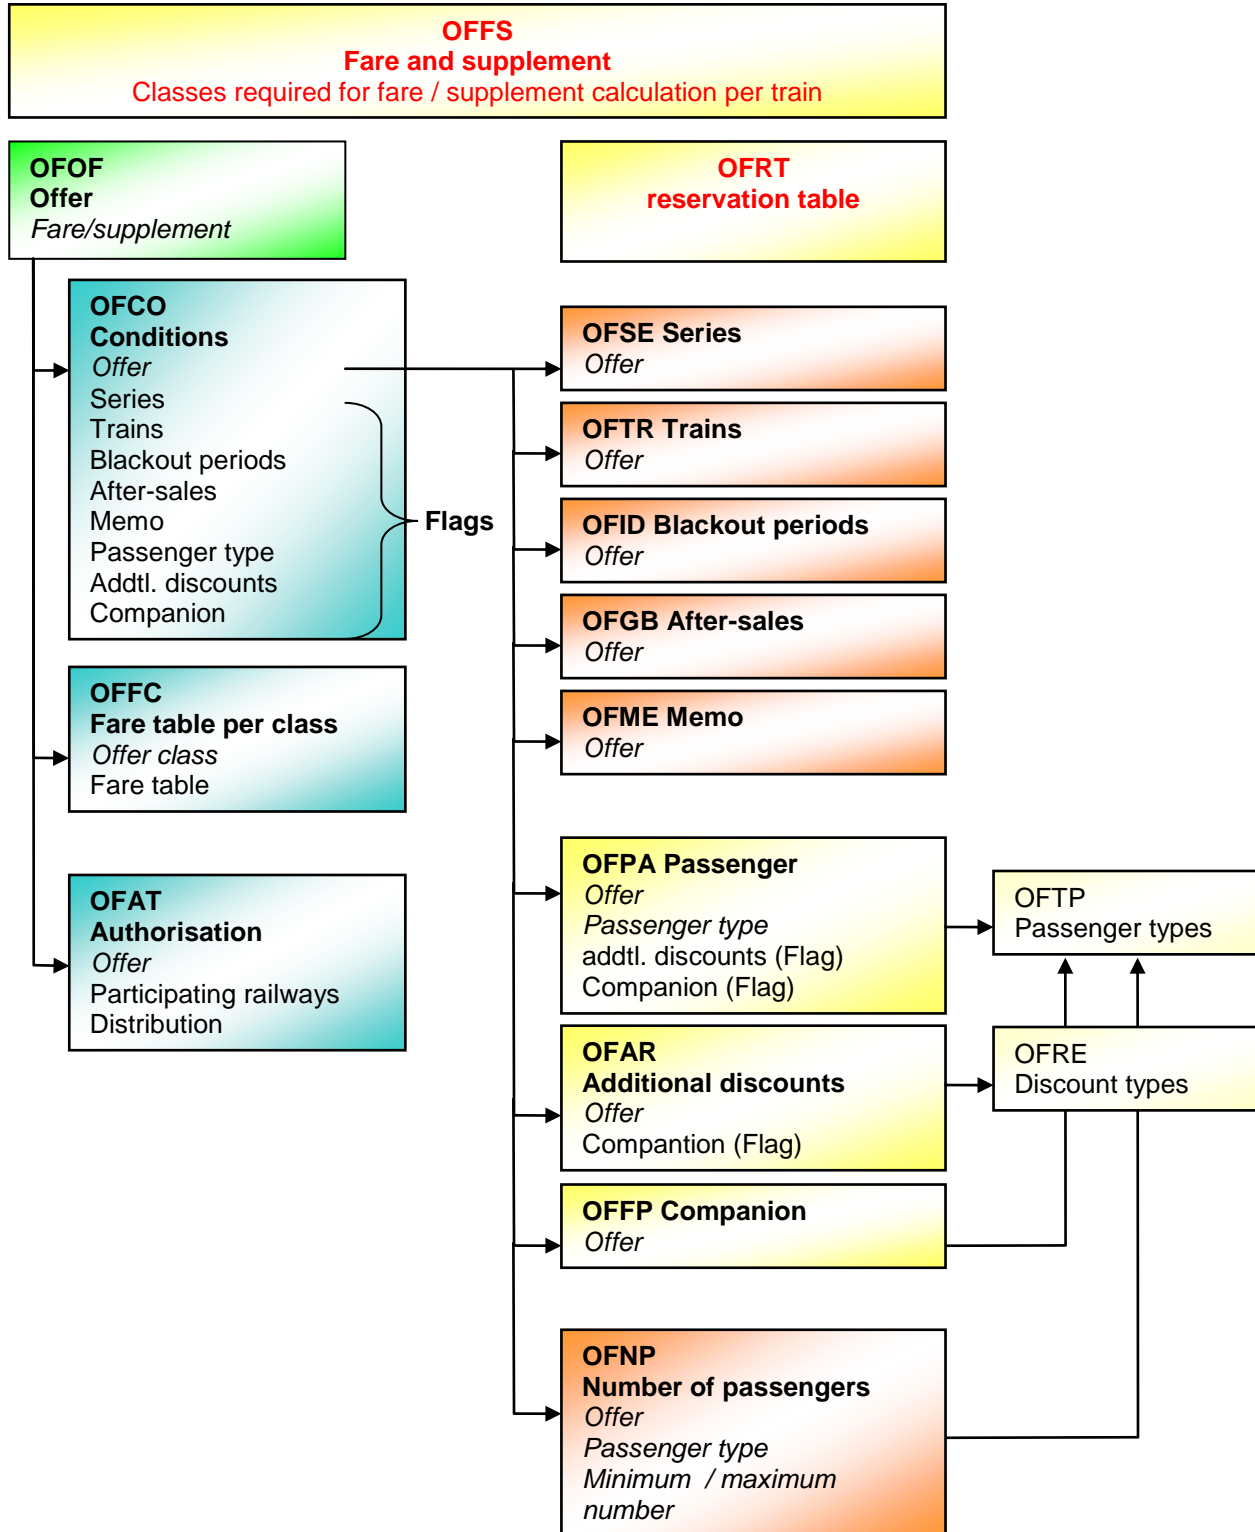 OFFS
Fare and supplement
Classes required for fare / supplement calculation per train
OFOF
Offer
Fare/supplement
OFRT
reservation table
OFCO
Conditions
Offer
Series
Trains
Blackout periods
After-sales
Memo
Passenger type
Addtl. discounts
Companion
Flags
OFFC
Fare table per class
Offer class
Fare table
OFAT
Authorisation
Offer
Participating railways
Distribution
OFSE Series
Offer
OFTR Trains
Offer
OFID Blackout periods
Offer
OFGB After-sales
Offer
OFME Memo
Offer
OFPA Passenger
Offer
Passenger type
addtl. discounts (Flag)
Companion (Flag)
OFAR
Additional discounts
Offer
Compantion (Flag)
OFFP Companion
Offer
OFNP
Number of passengers
Offer
Passenger type
Minimum / maximum
number
OFTP
Passenger types
OFRE
Discount types